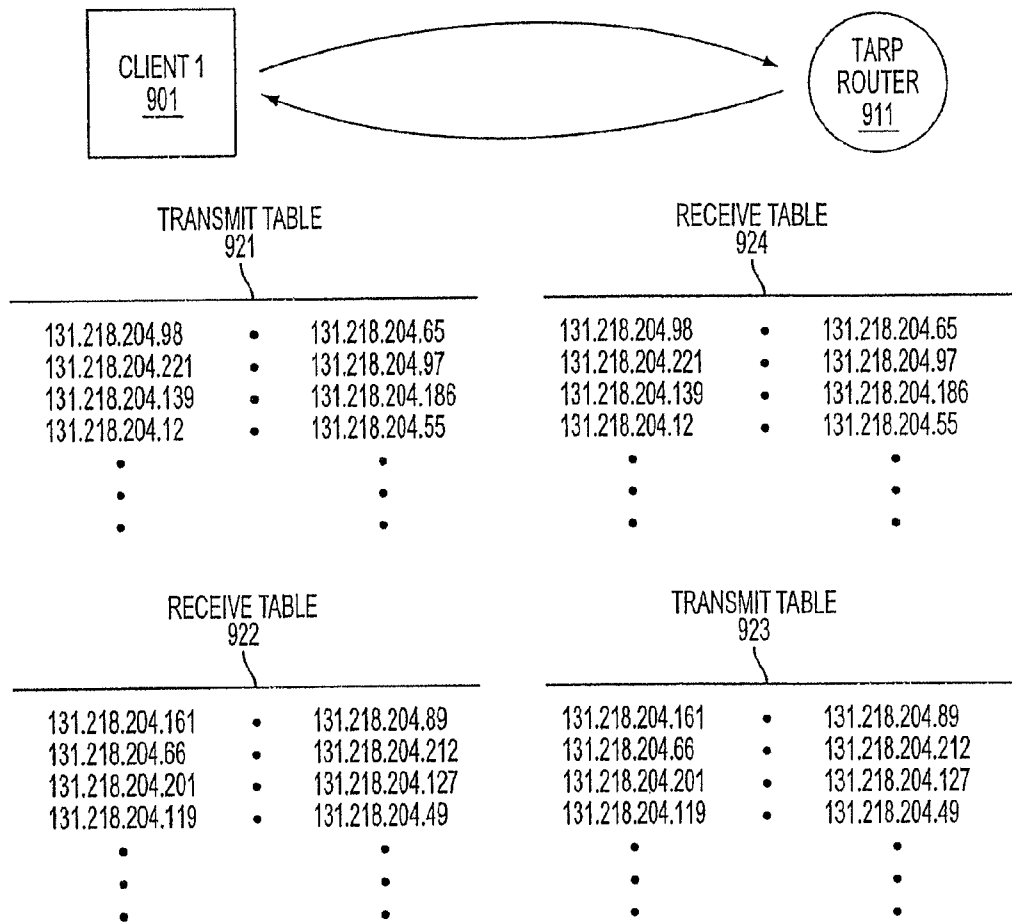 CLIENT 1
901
TARP
ROUTER
911
TRANSMIT TABLE
921
131.218.204.98 • 131.218.204.65
131.218.204.221 • 131.218.204.97
131.218.204.139 • 131.218.204.186
131.218.204.12 • 131.218.204.55
RECEIVE TABLE
924
131.218.204.98 • 131.218.204.65
131.218.204.221 • 131.218.204.97
131.218.204.139 • 131.218.204.186
131.218.204.12 • 131.218.204.55
RECEIVE TABLE
922
131.218.204.161 • 131.218.204.89
131.218.204.66 • 131.218.204.212
131.218.204.201 • 131.218.204.127
131.218.204.119 • 131.218.204.49
TRANSMIT TABLE
923
131.218.204.161 • 131.218.204.89
131.218.204.66 • 131.218.204.212
131.218.204.201 • 131.218.204.127
131.218.204.119 • 131.218.204.49